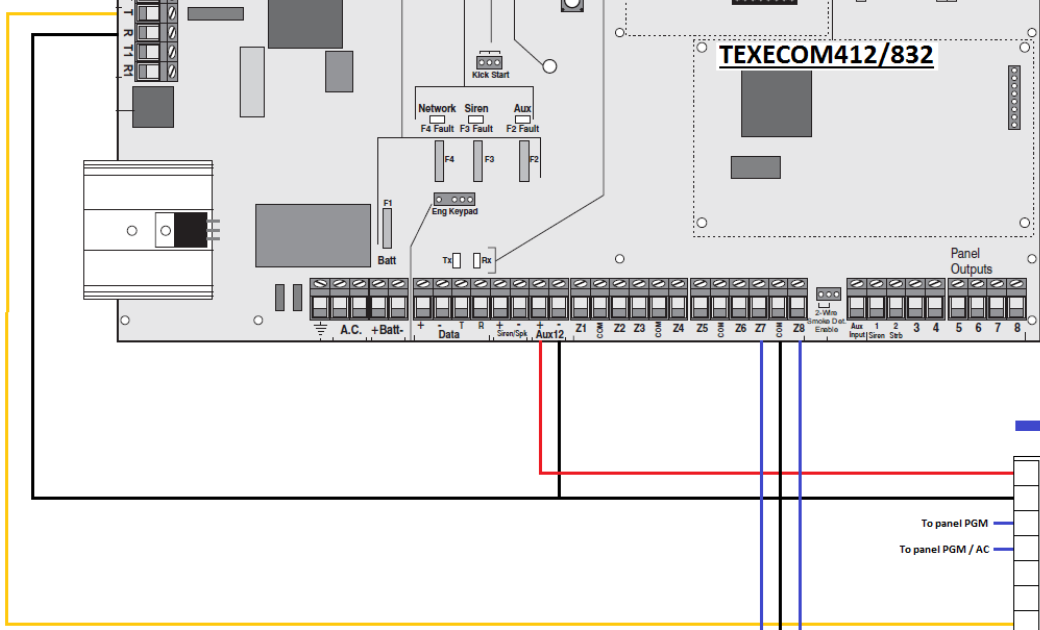 T
R
T1
R1
TEXECOM412/832
Kick Start
Network Siren Aux
F4 Fault F3 Fault F2 Fault
F4 F3 F2
F1
Eng Keypad
Batt
Tx Rx
Panel
Outputs
A.C. +Batt-
+ - T R
Data
+ -
Siren/Spk
+ -
Aux12
Z1 COM Z2 Z3 COM Z4 Z5 COM Z6 Z7 COM Z8
2-Wire
Smoke Det.
Enable
Aux
Input
1
Siren
2
Strb
3 4 5 6 7 8
To panel PGM
To panel PGM / AC